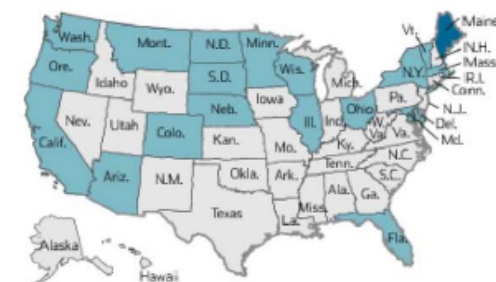 Wash.
Mont.
N.D.
Minn.
Vt.
Maine
N.H.
Mass
R.I.
Conn.
N.J.
Del.
Md.
Ore.
Idaho
Wyo.
S.D.
Wis.
Mich.
N.Y.
Nev.
Utah
Colo.
Neb.
Iowa
Ill.
Ind.
Ohio
Pa.
Calif.
Kan.
Mo.
Ky.
W.
Va.
Va.
Ariz.
N.M.
Okla.
Ark.
Tenn.
N.C.
S.C.
Texas
La.
Miss.
Ala.
Ga.
Fla.
Alaska
Hawaii